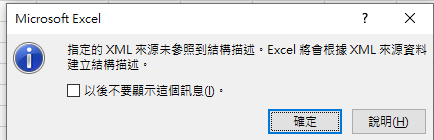 Microsoft Excel
指定的 XML 來源未參照到結構描述。Excel 將會根據 XML 來源資料
建立結構描述。
以後不要顯示這個訊息(I)。
確定
說明(H)